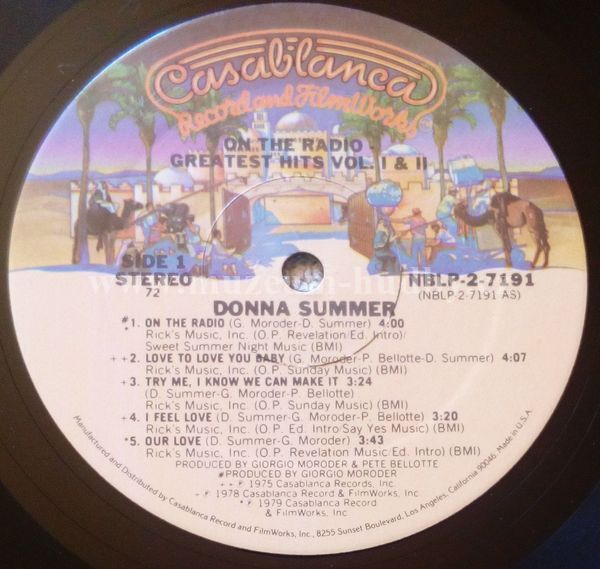 Casablanca
Record and FilmWorks
ON THE RADIO -
GREATEST HITS VOL. I & II
SIDE 1
STEREO
72
NBLP-2-7191
(NBLP-2-7191 AS)
DONNA SUMMER
#*1. ON THE RADIO (G. Moroder-D. Summer) 4:00
Rick's Music, Inc. (O.P. Revelation/Ed. Intro)/
Sweet Summer Night Music (BMI)
++2. LOVE TO LOVE YOU BABY (G. Moroder-P. Bellotte-D. Summer) 4:07
Rick's Music, Inc. (O.P. Sunday Music) (BMI)
+3. TRY ME, I KNOW WE CAN MAKE IT 3:24
(D. Summer-G. Moroder-P. Bellotte)
Rick's Music, Inc. (O.P. Sunday Music) (BMI)
+4. I FEEL LOVE (D. Summer-G. Moroder-P. Bellotte) 3:20
Rick's Music, Inc. (O.P. Ed. Intro/Say Yes Music) (BMI)
*5. OUR LOVE (D. Summer-G. Moroder) 3:43
Rick's Music, Inc. (O.P. Revelation Music/Ed. Intro) (BMI)
PRODUCED BY GIORGIO MORODER & PETE BELLOTTE
#PRODUCED BY GIORGIO MORODER
++℗ 1975 Casablanca Records, Inc.
+℗ 1978 Casablanca Record & FilmWorks, Inc
*℗ 1979 Casablanca Record
& FilmWorks, Inc.
Manufactured and Distributed by Casablanca Record and FilmWorks, Inc., 8255 Sunset Boulevard, Los Angeles, California 90046, Made in U.S.A.